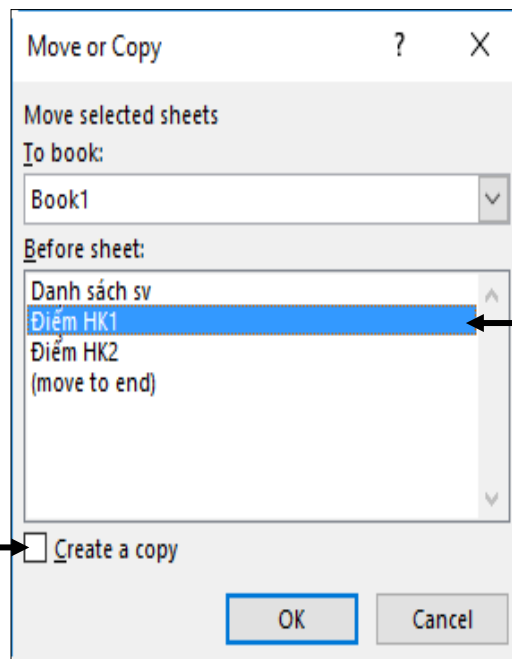 Move or Copy ?
Move selected sheets
To book:
Book1
Before sheet:
Danh sách sv
Điểm HK1
Điểm HK2
(move to end)
Create a copy
OK Cancel